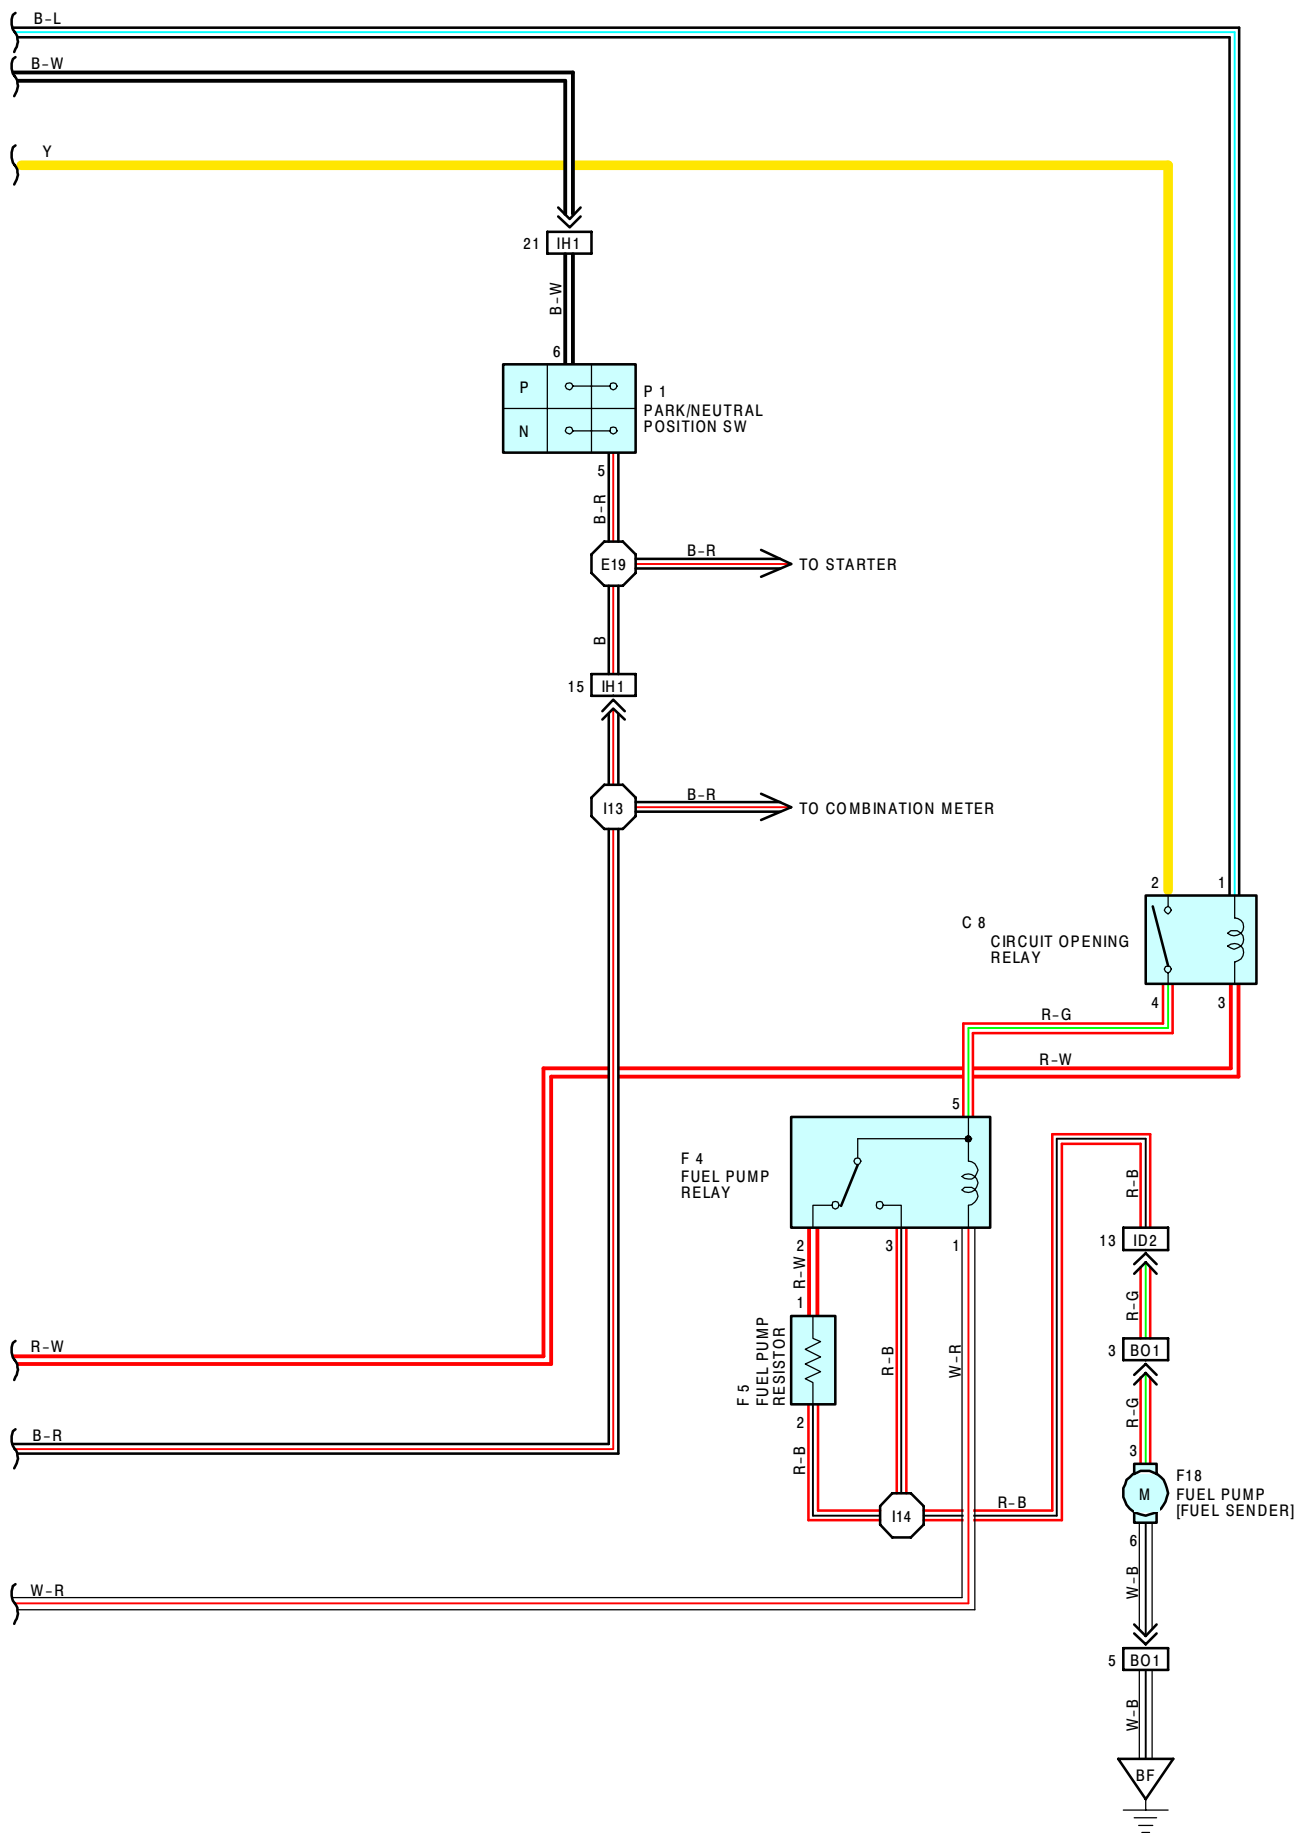 B-L
B-W
Y
21 IH1
B-W
6
P
N
P 1
PARK/NEUTRAL
POSITION SW
5
B-R
E19
B-R
TO STARTER
B
15 IH1
I13
B-R
TO COMBINATION METER
2
1
C 8
CIRCUIT OPENING
RELAY
4
3
R-G
R-W
5
F 4
FUEL PUMP
RELAY
2
3
1
R-W
1
F 5
FUEL PUMP
RESISTOR
2
R-B
R-B
W-R
I14
R-B
R-B
13 ID2
R-G
3 BO1
R-G
3
M
F18
FUEL PUMP
[FUEL SENDER]
6
W-B
5 BO1
W-B
BF
R-W
B-R
W-R